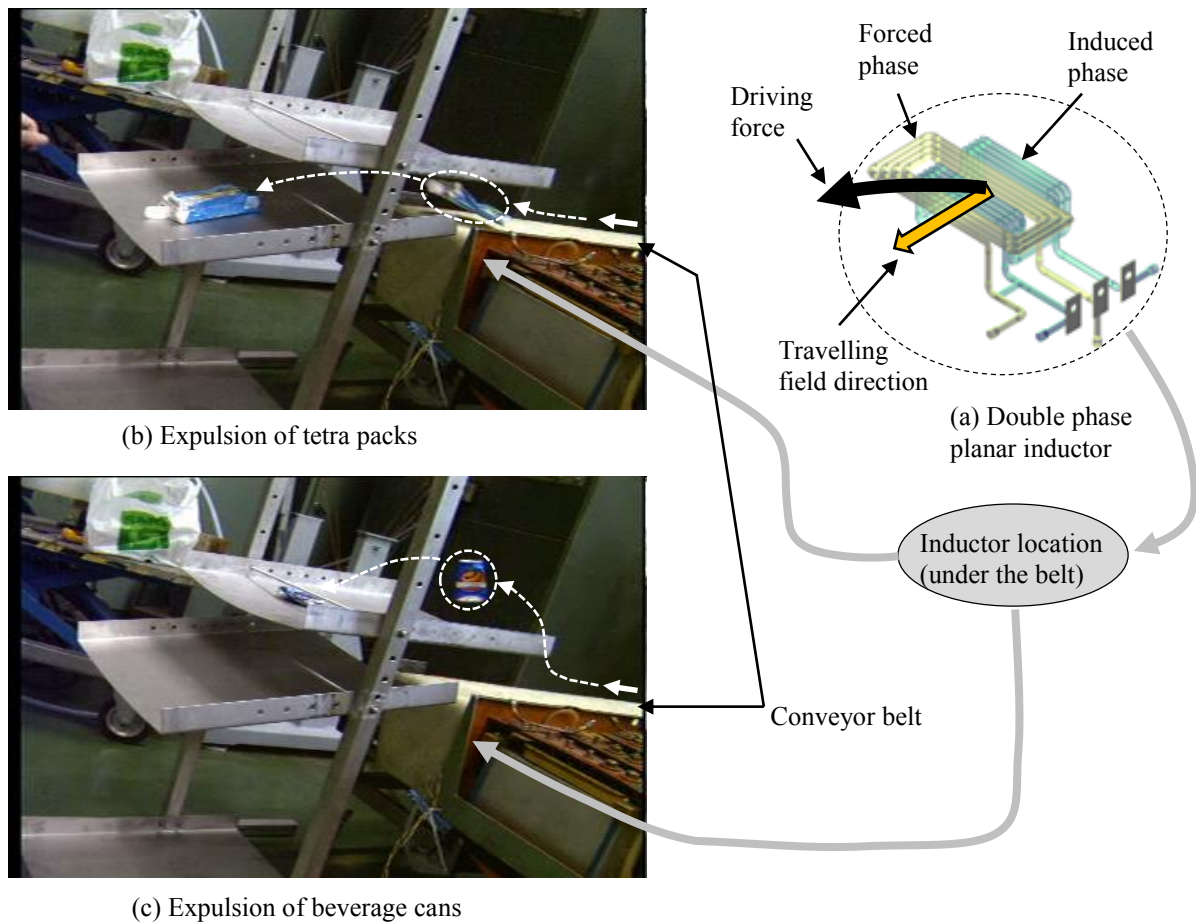 Forced
phase
Induced
phase
Driving
force
Travelling
field direction
(a) Double phase
planar inductor
(b) Expulsion of tetra packs
Inductor location
(under the belt)
Conveyor belt
(c) Expulsion of beverage cans